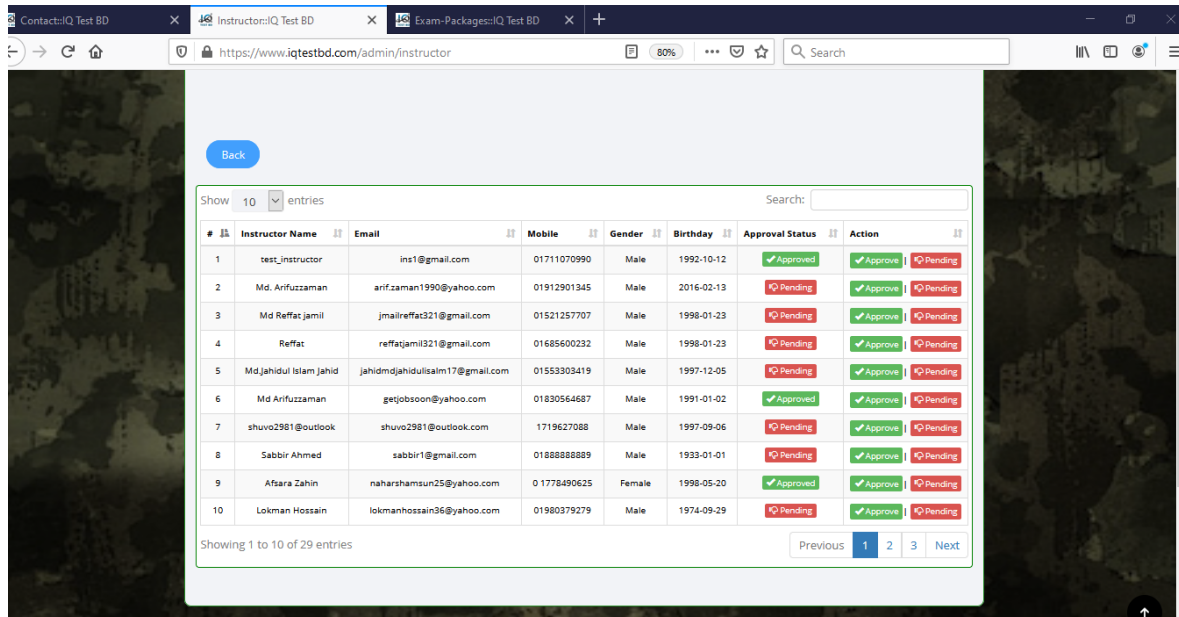 Contact::IQ Test BD
Instructor::IQ Test BD
Exam-Packages::IQ Test BD
https://www.iqtestbd.com/admin/instructor
80%
Search
Back
Show 10 entries Search:
# Instructor Name Email Mobile Gender Birthday Approval Status Action
1 test_instructor ins1@gmail.com 01711070990 Male 1992-10-12 Approved Approve | Pending
2 Md. Arifuzzaman arif.zaman1990@yahoo.com 01912901345 Male 2016-02-13 Pending Approve | Pending
3 Md Reffat jamil jmailreffat321@gmail.com 01521257707 Male 1998-01-23 Pending Approve | Pending
4 Reffat reffatjamil321@gmail.com 01685600232 Male 1998-01-23 Pending Approve | Pending
5 Md.Jahidul Islam Jahid jahidmdjahidulisalm17@gmail.com 01553303419 Male 1997-12-05 Pending Approve | Pending
6 Md Arifuzzaman getjobsoon@yahoo.com 01830564687 Male 1991-01-02 Approved Approve | Pending
7 shuvo2981@outlook shuvo2981@outlook.com 1719627088 Male 1997-09-06 Pending Approve | Pending
8 Sabbir Ahmed sabbir1@gmail.com 01888888889 Male 1933-01-01 Pending Approve | Pending
9 Afsara Zahin naharshamsun25@yahoo.com 0 1778490625 Female 1998-05-20 Approved Approve | Pending
10 Lokman Hossain lokmanhossain36@yahoo.com 01980379279 Male 1974-09-29 Pending Approve | Pending
Showing 1 to 10 of 29 entries Previous 1 2 3 Next